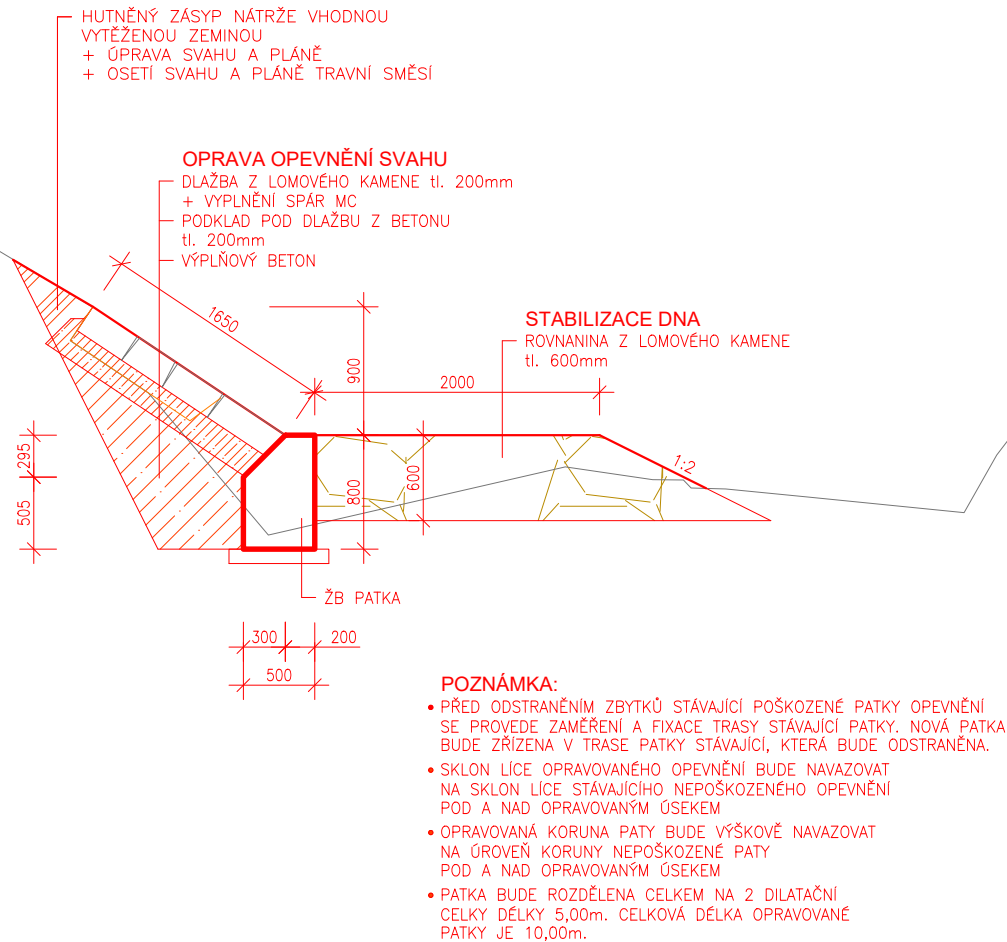 HUTNĚNÝ ZÁSYP NÁTRŽE VHODNOU
VYTĚŽENOU ZEMINOU
+ ÚPRAVA SVAHU A PLÁNĚ
+ OSETÍ SVAHU A PLÁNĚ TRAVNÍ SMĚSÍ
OPRAVA OPEVNĚNÍ SVAHU
DLAŽBA Z LOMOVÉHO KAMENE tl. 200mm
+ VYPLNĚNÍ SPÁR MC
PODKLAD POD DLAŽBU Z BETONU
tl. 200mm
VÝPLŇOVÝ BETON
1650
900
STABILIZACE DNA
ROVNANINA Z LOMOVÉHO KAMENE
tl. 600mm
2000
295
505
800
600
1:2
ŽB PATKA
300
200
500
POZNÁMKA:
• PŘED ODSTRANĚNÍM ZBYTKŮ STÁVAJÍCÍ POŠKOZENÉ PATKY OPEVNĚNÍ
SE PROVEDE ZAMĚŘENÍ A FIXACE TRASY STÁVAJÍCÍ PATKY. NOVÁ PATKA
BUDE ZŘÍZENA V TRASE PATKY STÁVAJÍCÍ, KTERÁ BUDE ODSTRANĚNA.
• SKLON LÍCE OPRAVOVANÉHO OPEVNĚNÍ BUDE NAVAZOVAT
NA SKLON LÍCE STÁVAJÍCÍHO NEPOŠKOZENÉHO OPEVNĚNÍ
POD A NAD OPRAVOVANÝM ÚSEKEM
• OPRAVOVANÁ KORUNA PATY BUDE VÝŠKOVĚ NAVAZOVAT
NA ÚROVEŇ KORUNY NEPOŠKOZENÉ PATY
POD A NAD OPRAVOVANÝM ÚSEKEM
• PATKA BUDE ROZDĚLENA CELKEM NA 2 DILATAČNÍ
CELKY DÉLKY 5,00m. CELKOVÁ DÉLKA OPRAVOVANÉ
PATKY JE 10,00m.